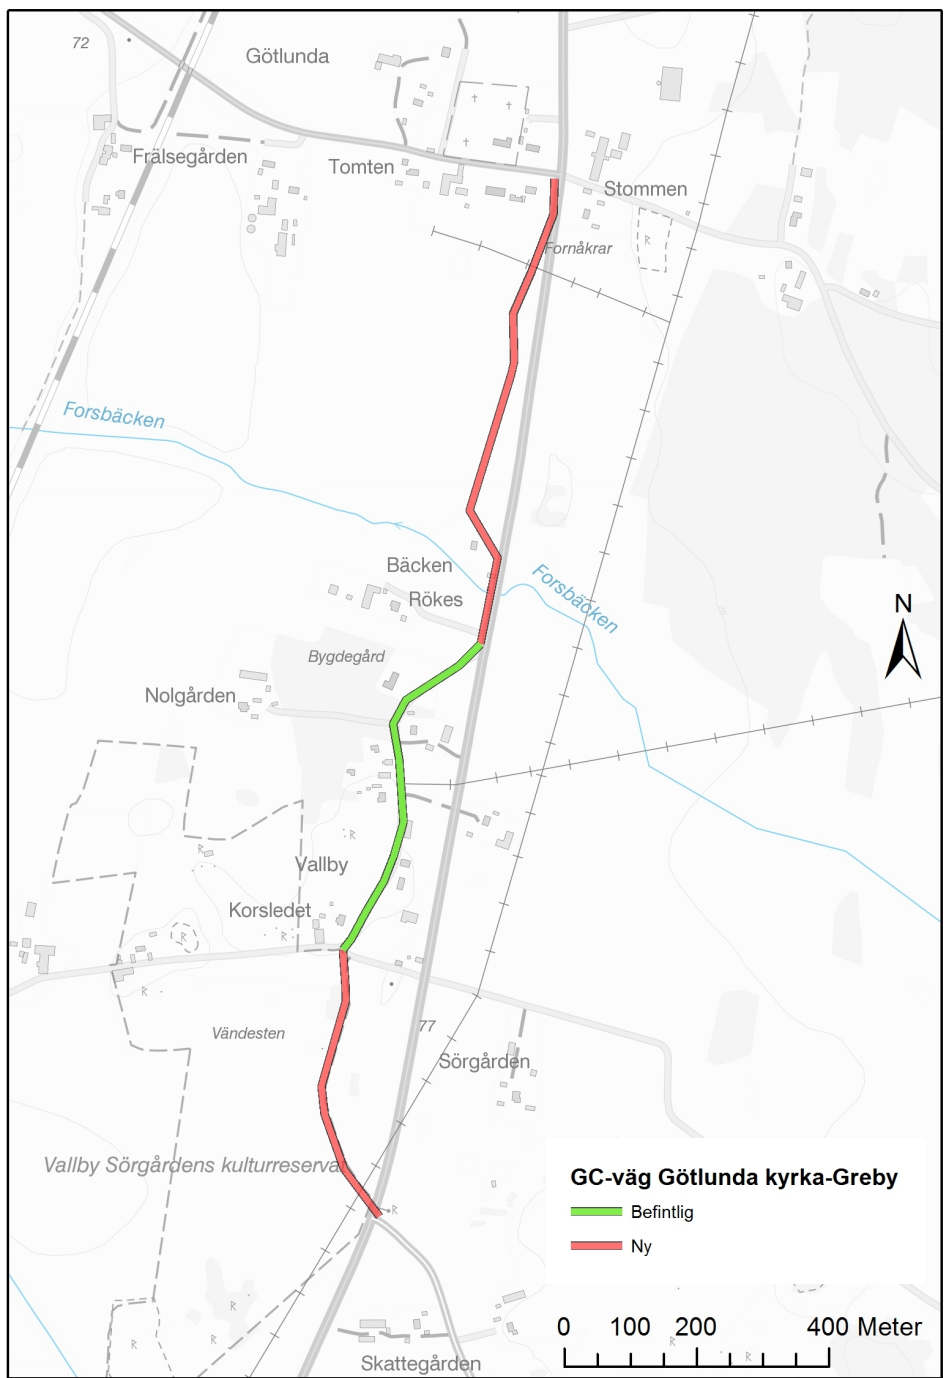 72
Götlunda
Frälsegården
Tomten
Stommen
R
Fornåkrar
Forsbäcken
Bäcken
Rökes
Forsbäcken
N
Bygdegård
Nolgården
R
R
Vallby
Korsledet
R
R
R
Vändesten
77
Sörgården
Vallby Sörgårdens kulturreserva
R
GC-väg Götlunda kyrka-Greby
Befintlig
Ny
R
R
R
R
0 100 200 400 Meter
Skattegården